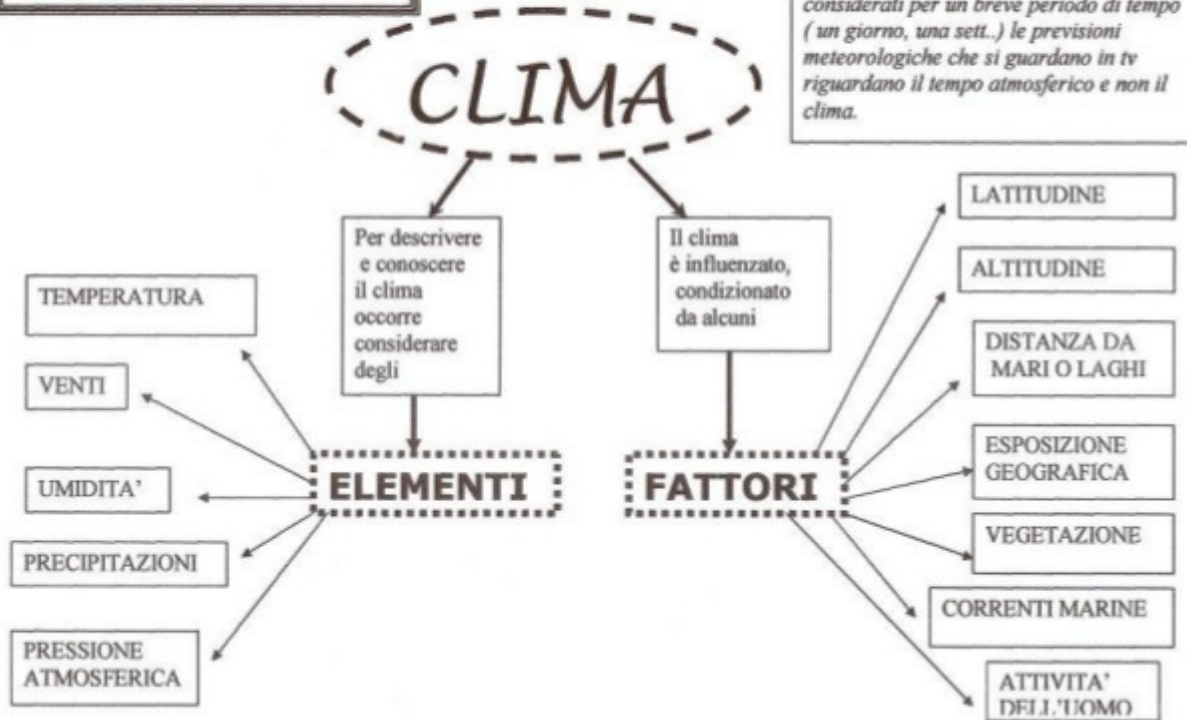 considerati per un breve periodo di tempo
( un giorno, una sett..) le previsioni
meteorologiche che si guardano in tv
riguardano il tempo atmosferico e non il
clima.
CLIMA
Per descrivere
e conoscere
il clima
occorre
considerare
degli
Il clima
è influenzato,
condizionato
da alcuni
ELEMENTI
FATTORI
TEMPERATURA
VENTI
UMIDITA'
PRECIPITAZIONI
PRESSIONE
ATMOSFERICA
LATITUDINE
ALTITUDINE
DISTANZA DA
MARI O LAGHI
ESPOSIZIONE
GEOGRAFICA
VEGETAZIONE
CORRENTI MARINE
ATTIVITA'
DELL'UOMO